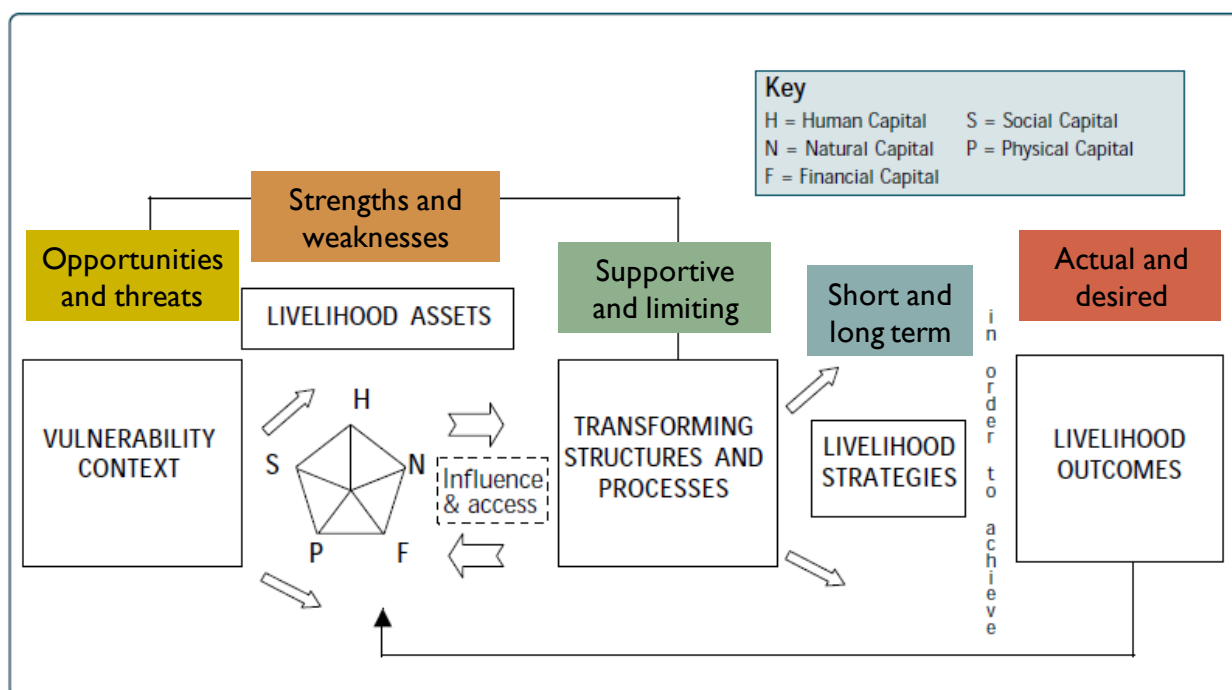 Key
H = Human Capital S = Social Capital
N = Natural Capital P = Physical Capital
F = Financial Capital
Strengths and
weaknesses
Opportunities
and threats
Supportive
and limiting
Short and
long term
Actual and
desired
LIVELIHOOD ASSETS
VULNERABILITY
CONTEXT
H
S
N
P
F
Influence
& access
TRANSFORMING
STRUCTURES AND
PROCESSES
LIVELIHOOD
STRATEGIES
in order to achieve
LIVELIHOOD
OUTCOMES